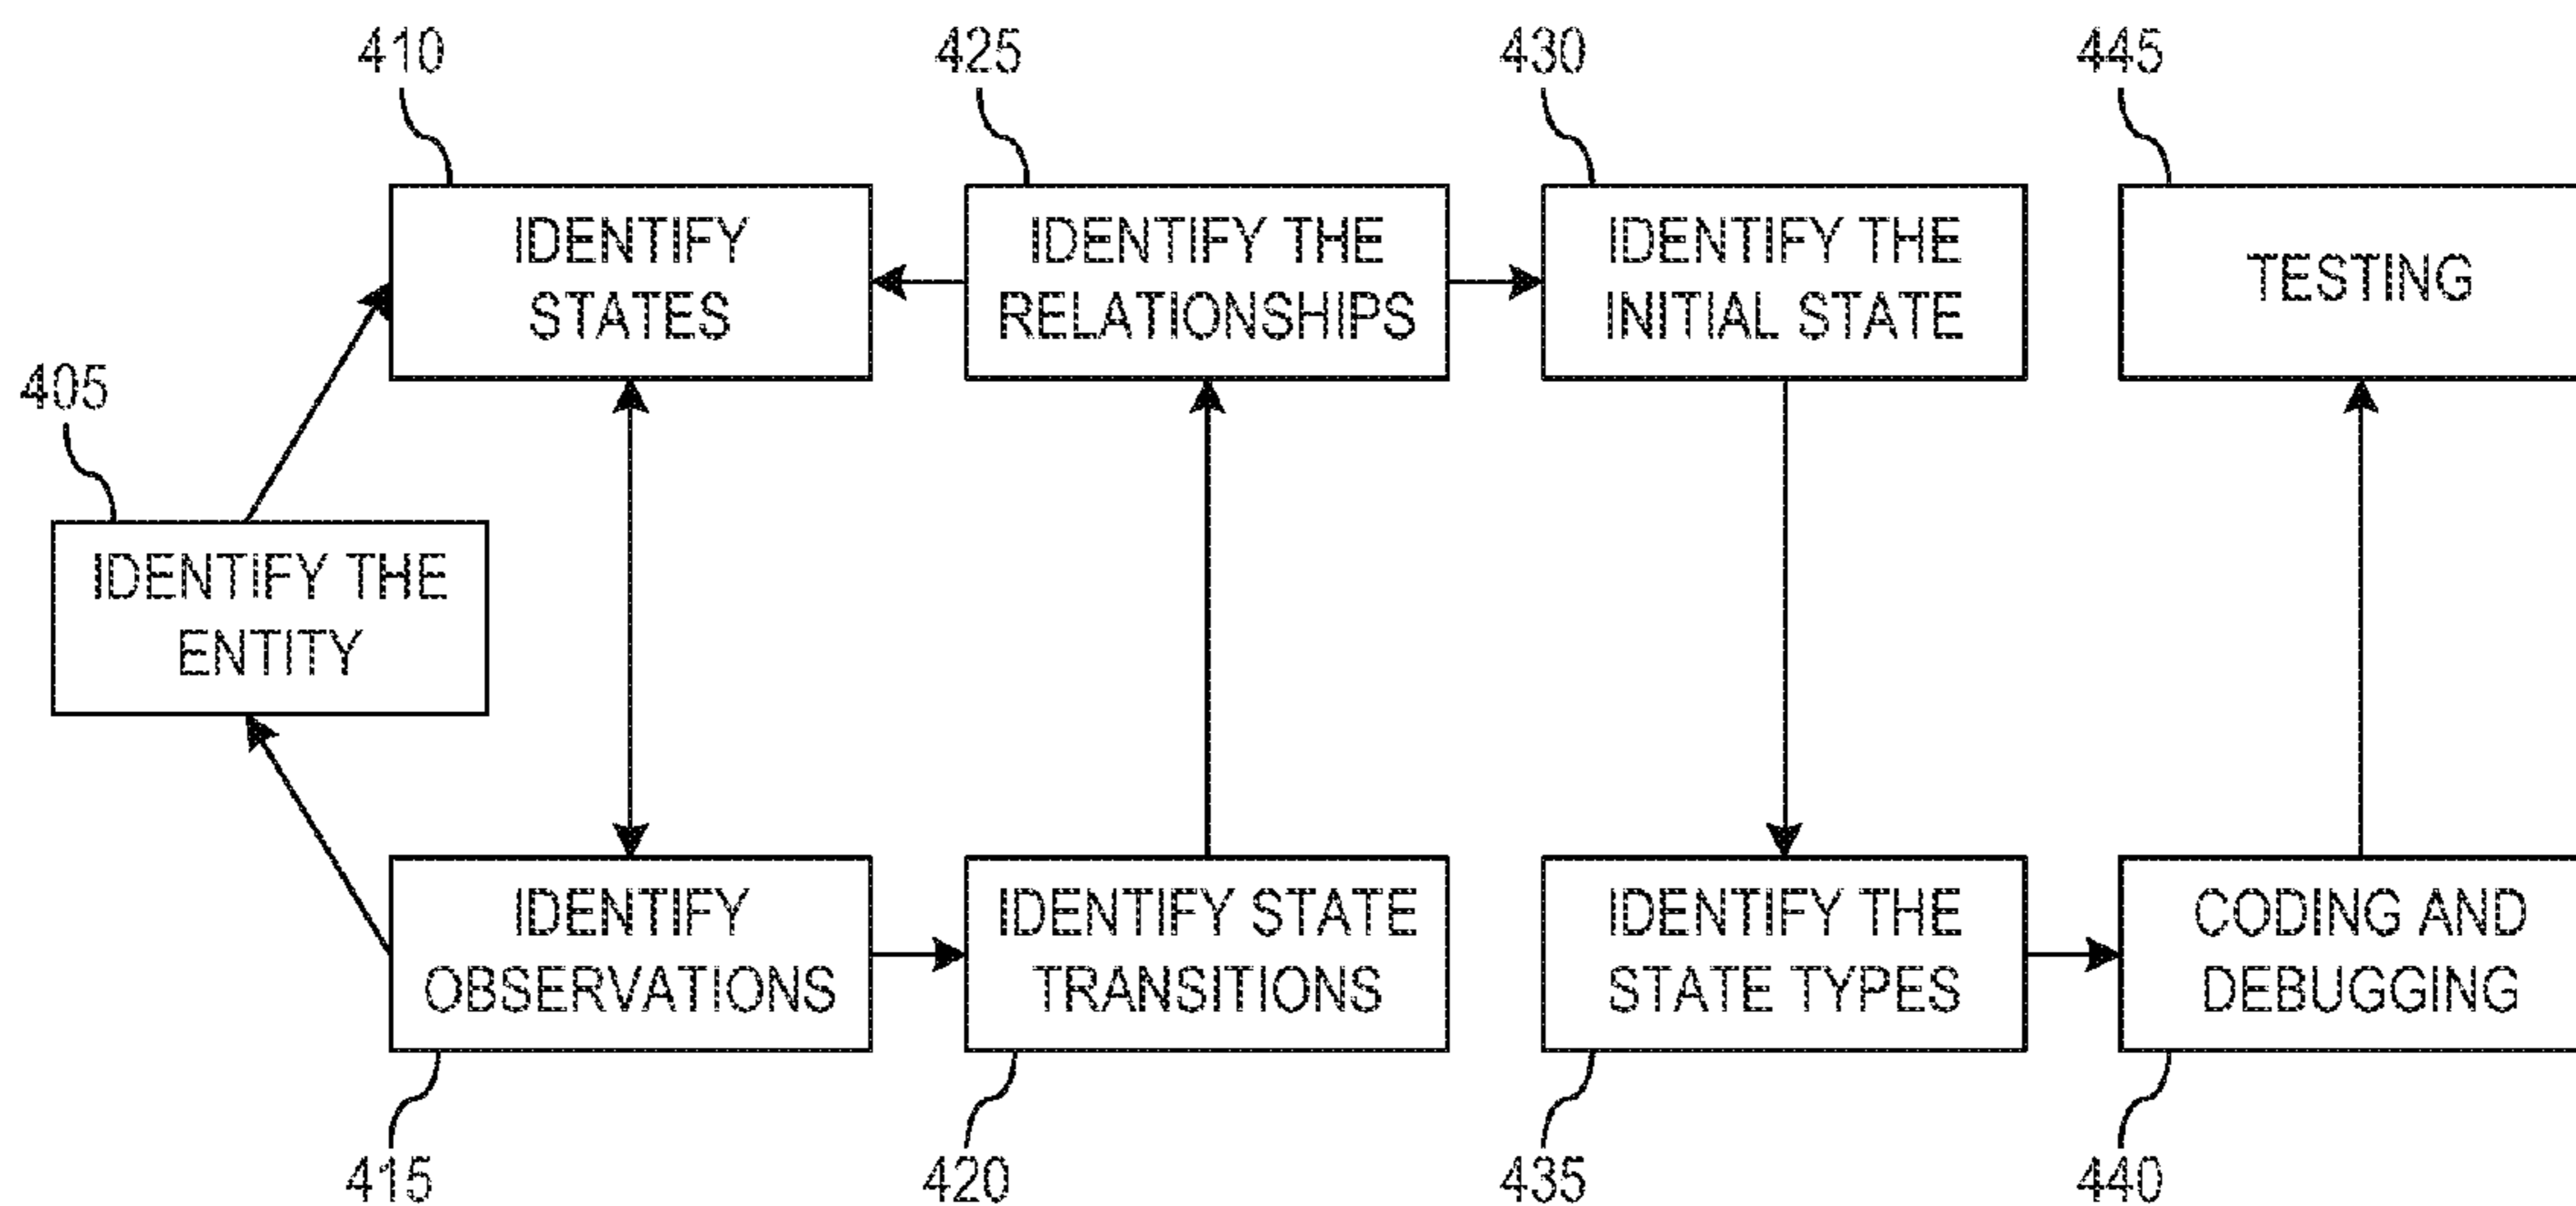 410
425
430
445
IDENTIFY
STATES
IDENTIFY THE
RELATIONSHIPS
IDENTIFY THE
INITIAL STATE
TESTING
405
IDENTIFY THE
ENTITY
IDENTIFY
OBSERVATIONS
IDENTIFY STATE
TRANSITIONS
IDENTIFY THE
STATE TYPES
CODING AND
DEBUGGING
415
420
435
440